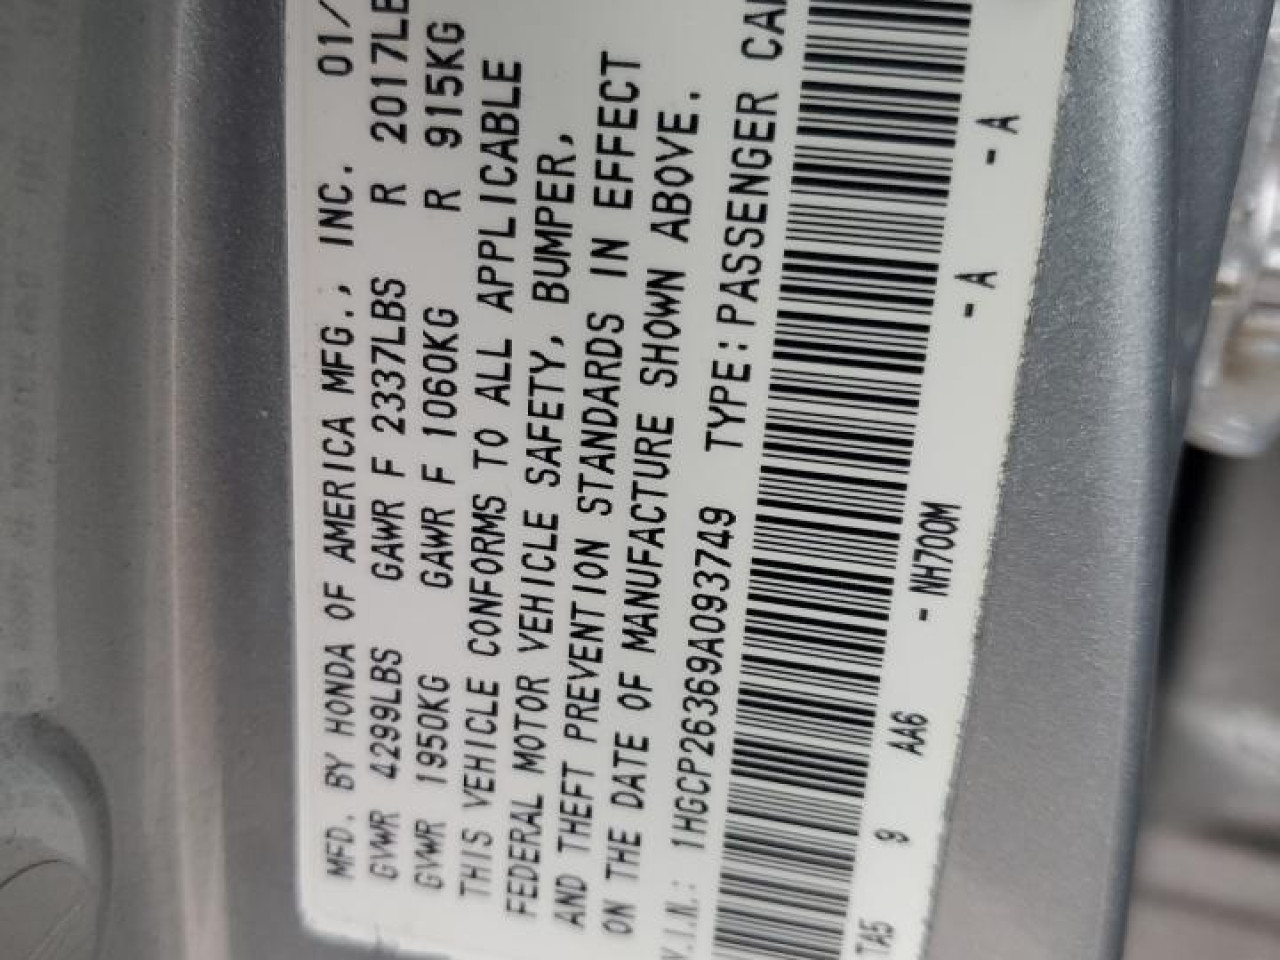 MFD. BY HONDA OF AMERICA MFG., INC. 01/
GVWR 4299LBS GAWR F 2337LBS R 2017LB
GVWR 1950KG GAWR F 1060KG R 915KG
THIS VEHICLE CONFORMS TO ALL APPLICABLE
FEDERAL MOTOR VEHICLE SAFETY, BUMPER,
AND THEFT PREVENTION STANDARDS IN EFFECT
ON THE DATE OF MANUFACTURE SHOWN ABOVE.
V.I.N.: 1HGCP26369A093749 TYPE: PASSENGER CA
TA5 9 AA6 - NH700M - A - A